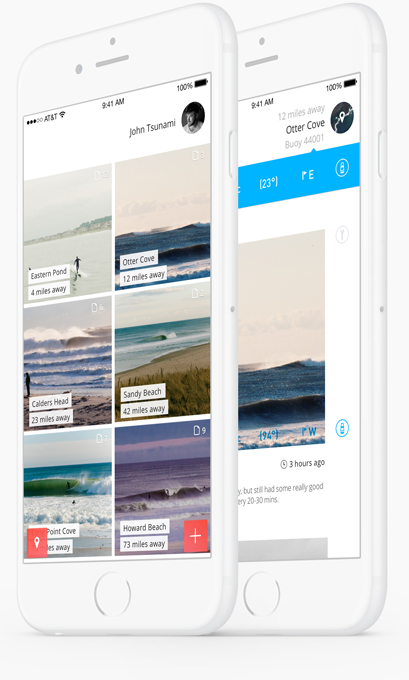 AT&T
9:41 AM
100%
John Tsunami
Eastern Pond
4 miles away
Otter Cove
12 miles away
Calders Head
23 miles away
Sandy Beach
42 miles away
Point Cove
miles away
Howard Beach
73 miles away
9
9:41 AM
100%
12 miles away
Otter Cove
Buoy 44001
(23°)
E
(94°)
W
3 hours ago
, but still had some really good
ery 20-30 mins.